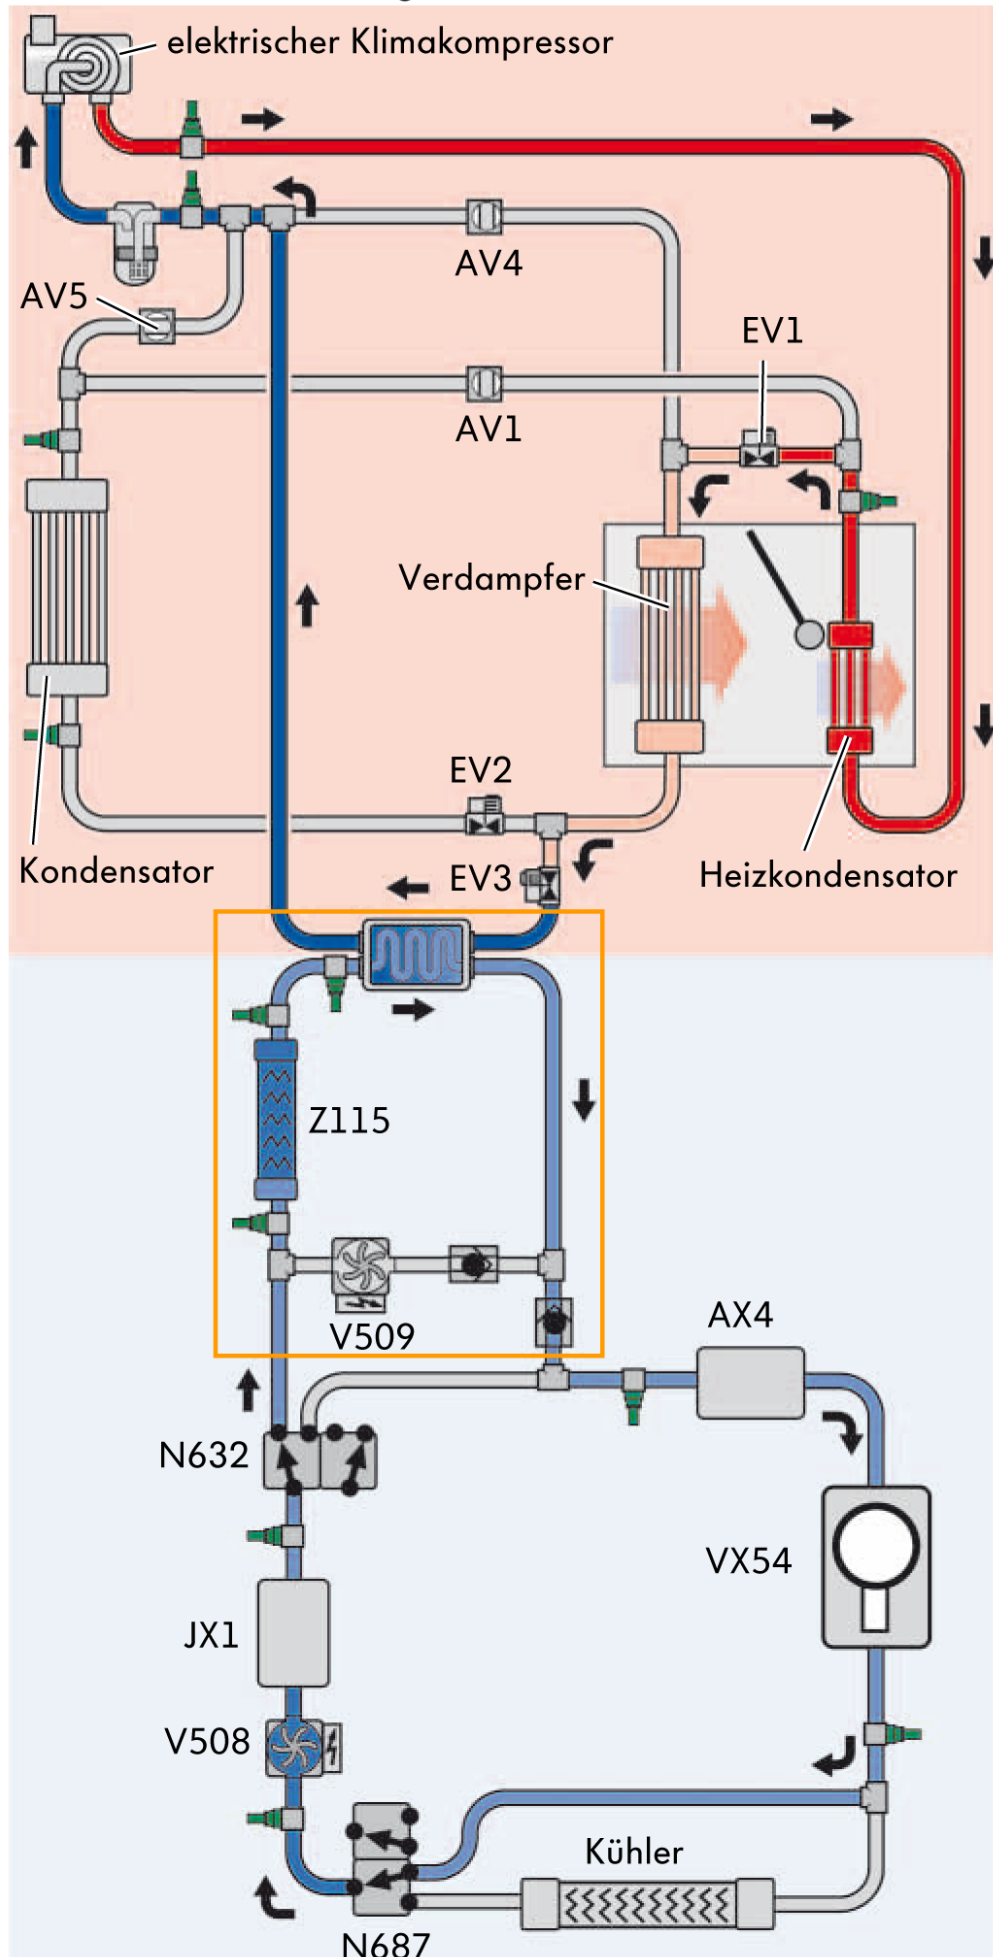 elektrischer Klimakompressor
AV4
AV5
EV1
AV1
Verdampfer
EV2
Kondensator
EV3
Heizkondensator
Z115
V509
AX4
N632
VX54
JX1
V508
Kühler
N687